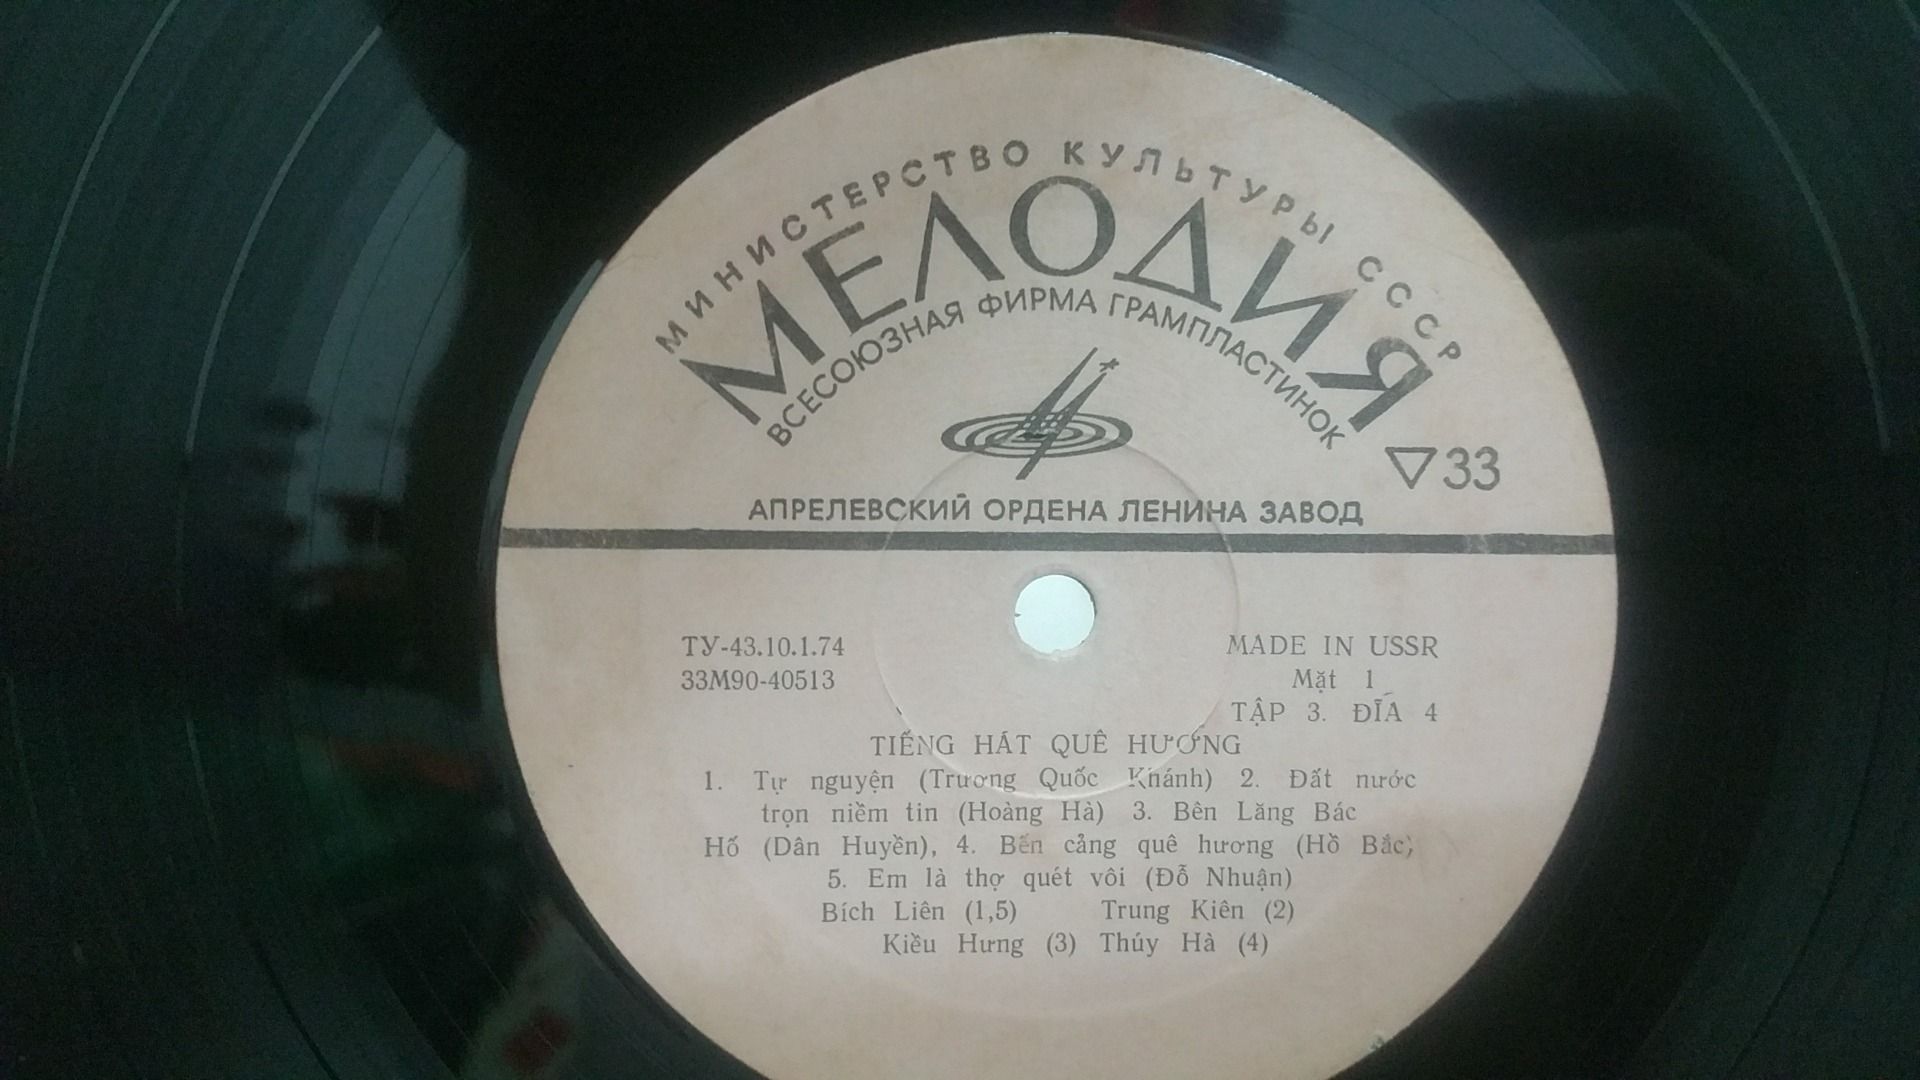 МИНИСТЕРСТВО КУЛЬТУРЫ СССР
МЕЛОДИЯ
ВСЕСОЮЗНАЯ ФИРМА ГРАМПЛАСТИНОК
▽33
АПРЕЛЕВСКИЙ ОРДЕНА ЛЕНИНА ЗАВОД
ТУ-43.10.1.74
MADE IN USSR
33М90-40513
Mặt 1
TẬP 3. ĐĨA 4
TIẾNG HÁT QUÊ HƯƠNG
1. Tự nguyện (Trương Quốc Khánh) 2. Đất nước
trọn niềm tin (Hoàng Hà) 3. Bên Lăng Bác
Hố (Dân Huyền), 4. Bến cảng quê hương (Hồ Bắc)
5. Em là thợ quét vôi (Đỗ Nhuận)
Bích Liên (1,5) Trung Kiên (2)
Kiều Hưng (3) Thúy Hà (4)